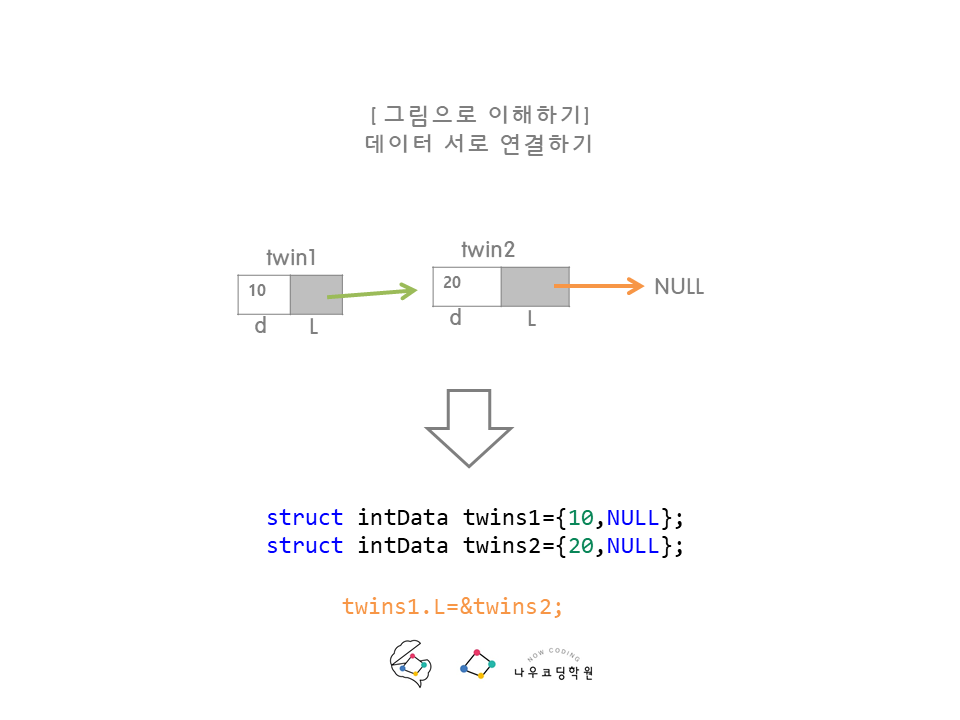 [그림으로 이해하기]
데이터 서로 연결하기
twin1
twin2
10
20
NULL
d
L
d
L
struct intData twins1={10,NULL};
struct intData twins2={20,NULL};
twins1.L=&twins2;
NOW CODING
나우코딩학원